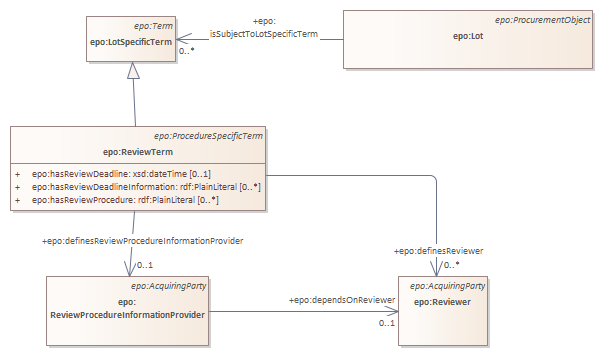 epo:Term
epo:LotSpecificTerm
+epo:
isSubjectToLotSpecificTerm
0..*
epo:ProcurementObject
epo:Lot
epo:ProcedureSpecificTerm
epo:ReviewTerm
+ epo:hasReviewDeadline: xsd:dateTime [0..1]
+ epo:hasReviewDeadlineInformation: rdf:PlainLiteral [0..*]
+ epo:hasReviewProcedure: rdf:PlainLiteral [0..*]
+epo:definesReviewProcedureInformationProvider
0..1
+epo:definesReviewer
0..*
epo:AcquiringParty
epo:
ReviewProcedureInformationProvider
+epo:dependsOnReviewer
0..1
epo:AcquiringParty
epo:Reviewer